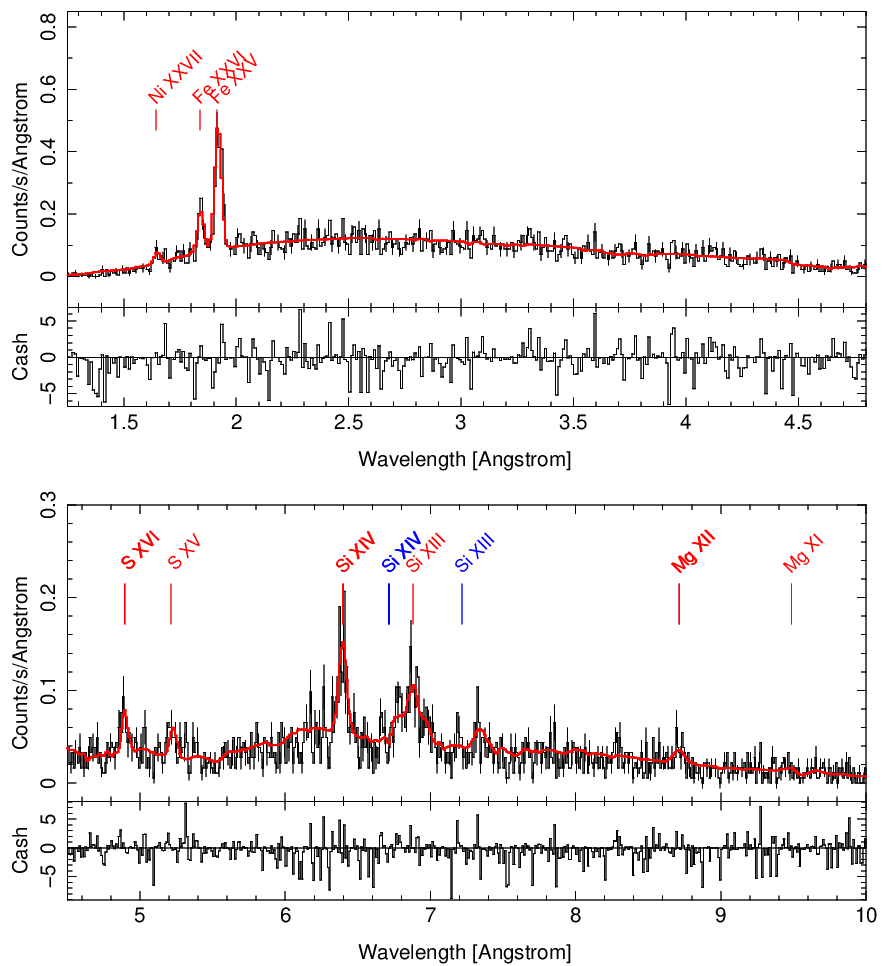 Counts/s/Angstrom
0.8
0.6
0.4
0.2
0
Ni XXVII
Fe XXVI
Fe XXV
Cash
5
0
−5
1.5 2 2.5 3 3.5 4 4.5
Wavelength [Angstrom]
Counts/s/Angstrom
0.3
0.2
0.1
0
S XVI
S XV
Si XIV
Si XIV
Si XIII
Si XIII
Mg XII
Mg XI
Cash
5
0
−5
5 6 7 8 9 10
Wavelength [Angstrom]